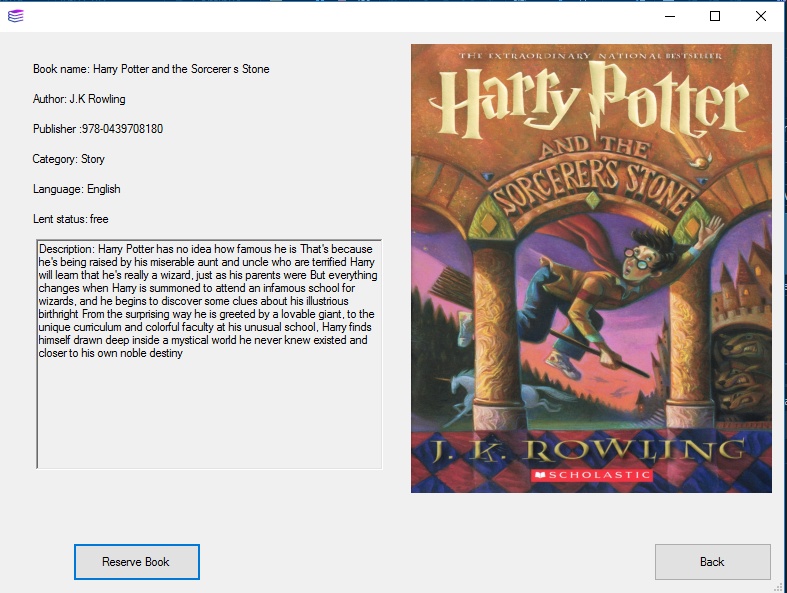 Book name: Harry Potter and the Sorcerer s Stone
Author: J.K Rowling
Publisher :978-0439708180
Category: Story
Language: English
Lent status: free
Description: Harry Potter has no idea how famous he is That's because
he's being raised by his miserable aunt and uncle who are terrified Harry
will learn that he's really a wizard, just as his parents were But everything
changes when Harry is summoned to attend an infamous school for
wizards, and he begins to discover some clues about his illustrious
birthright From the surprising way he is greeted by a lovable giant, to the
unique curriculum and colorful faculty at his unusual school, Harry finds
himself drawn deep inside a mystical world he never knew existed and
closer to his own noble destiny
THE EXTRAORDINARY NATIONAL BESTSELLER
Harry Potter
AND THE
SORCERER'S STONE
J. K. ROWLING
SCHOLASTIC
Reserve Book
Back